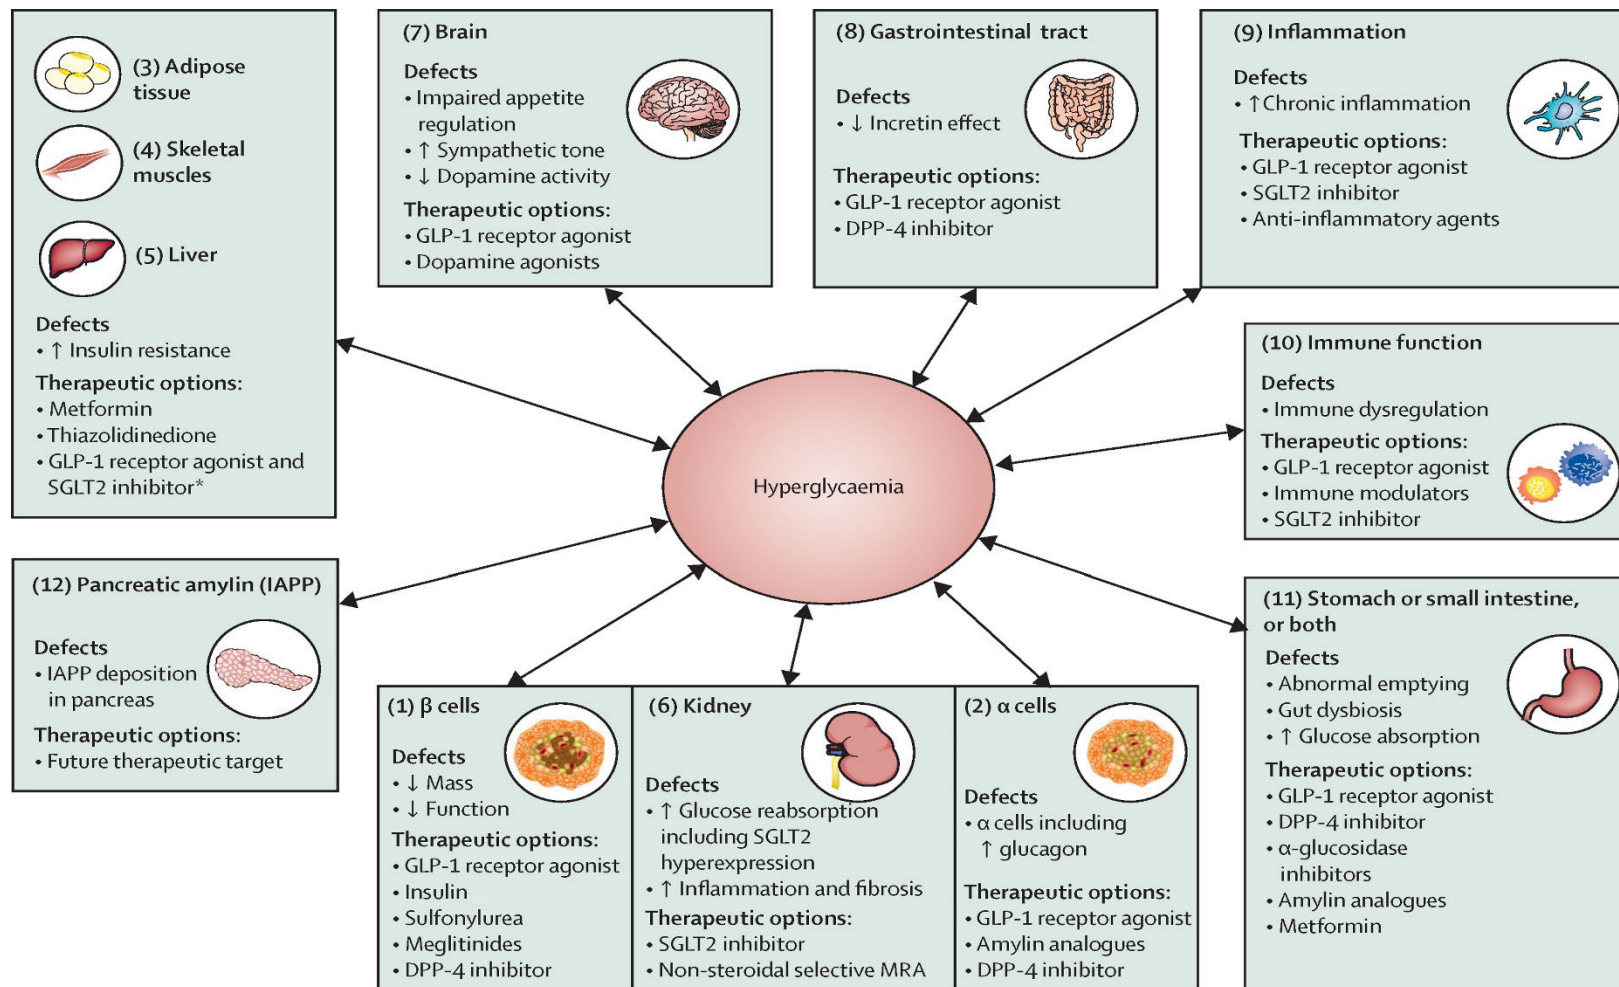 (3) Adipose
tissue
(4) Skeletal
muscles
(5) Liver
Defects
• ↑ Insulin resistance
Therapeutic options:
• Metformin
• Thiazolidinedione
• GLP-1 receptor agonist and
SGLT2 inhibitor*
(7) Brain
Defects
• Impaired appetite
regulation
• ↑ Sympathetic tone
• ↓ Dopamine activity
Therapeutic options:
• GLP-1 receptor agonist
• Dopamine agonists
(8) Gastrointestinal tract
Defects
• ↓ Incretin effect
Therapeutic options:
• GLP-1 receptor agonist
• DPP-4 inhibitor
(9) Inflammation
Defects
• ↑Chronic inflammation
Therapeutic options:
• GLP-1 receptor agonist
• SGLT2 inhibitor
• Anti-inflammatory agents
(10) Immune function
Defects
• Immune dysregulation
Therapeutic options:
• GLP-1 receptor agonist
• Immune modulators
• SGLT2 inhibitor
Hyperglycaemia
(12) Pancreatic amylin (IAPP)
Defects
• IAPP deposition
in pancreas
Therapeutic options:
• Future therapeutic target
(1) β cells
Defects
• ↓ Mass
• ↓ Function
Therapeutic options:
• GLP-1 receptor agonist
• Insulin
• Sulfonylurea
• Meglitinides
• DPP-4 inhibitor
(6) Kidney
Defects
• ↑ Glucose reabsorption
including SGLT2
hyperexpression
• ↑ Inflammation and fibrosis
Therapeutic options:
• SGLT2 inhibitor
• Non-steroidal selective MRA
(2) α cells
Defects
• α cells including
↑ glucagon
Therapeutic options:
• GLP-1 receptor agonist
• Amylin analogues
• DPP-4 inhibitor
(11) Stomach or small intestine,
or both
Defects
• Abnormal emptying
• Gut dysbiosis
• ↑ Glucose absorption
Therapeutic options:
• GLP-1 receptor agonist
• DPP-4 inhibitor
• α-glucosidase
inhibitors
• Amylin analogues
• Metformin